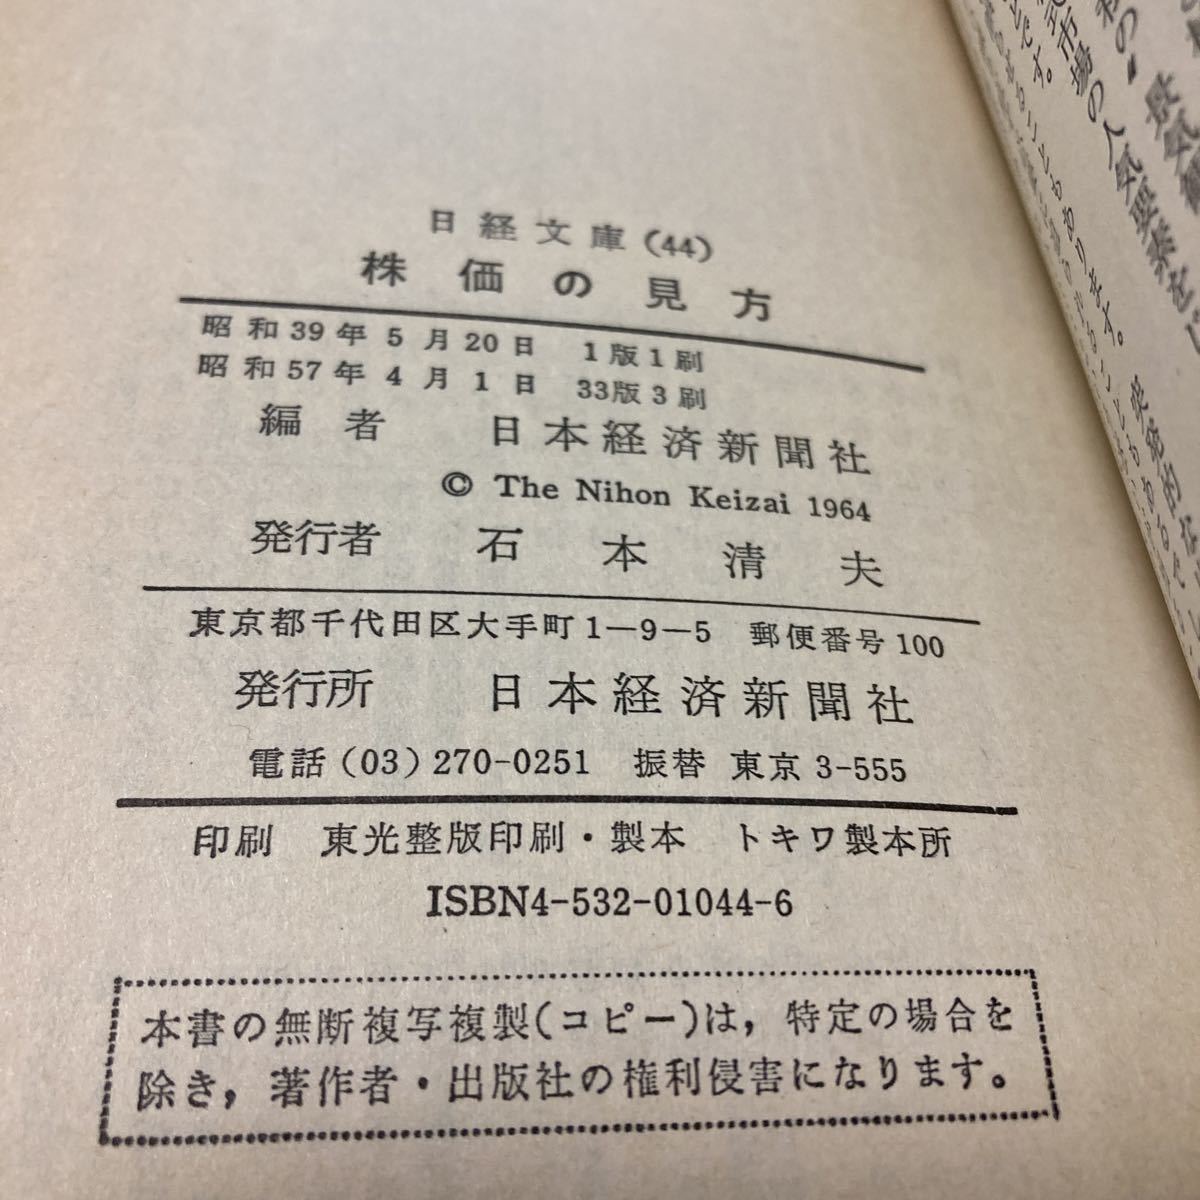 日経文庫(44)
株価の見方
昭和39年5月20日 1版1刷
昭和57年4月1日 33版3刷
編者 日本経済新聞社
© The Nihon Keizai 1964
発行者 石本清夫
東京都千代田区大手町1-9-5 郵便番号100
発行所 日本経済新聞社
電話(03)270-0251 振替 東京3-555
印刷 東光整版印刷・製本 トキワ製本所
ISBN4-532-01044-6
本書の無断複写複製(コピー)は,特定の場合を
除き,著作者・出版社の権利侵害になります。